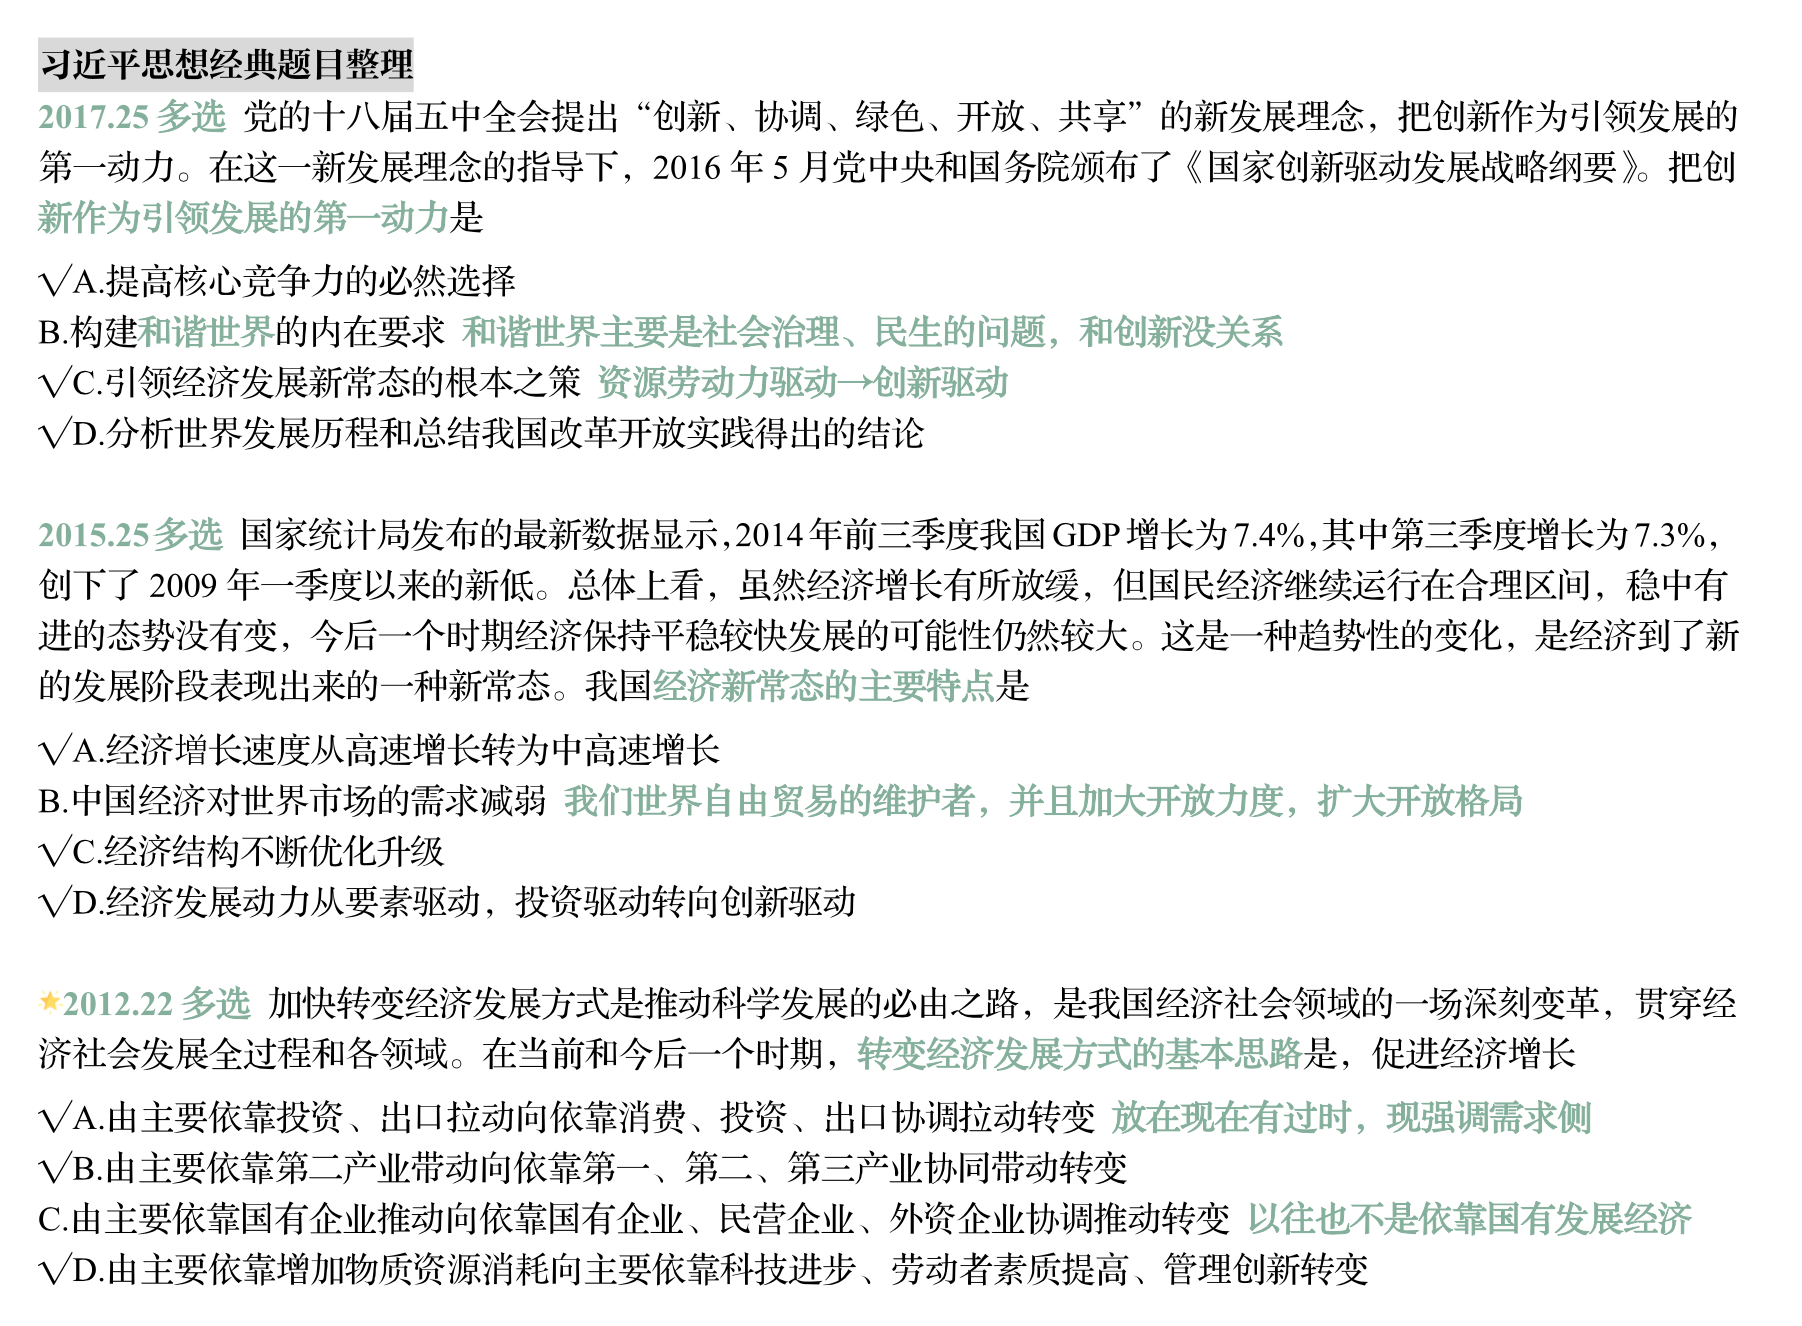 习近平思想经典题目整理
2017.25 多选 党的十八届五中全会提出“创新、协调、绿色、开放、共享”的新发展理念，把创新作为引领发展的
第一动力。在这一新发展理念的指导下，2016 年 5 月党中央和国务院颁布了《国家创新驱动发展战略纲要》。把创
新作为引领发展的第一动力是
√A.提高核心竞争力的必然选择
B.构建和谐世界的内在要求 和谐世界主要是社会治理、民生的问题，和创新没关系
√C.引领经济发展新常态的根本之策 资源劳动力驱动→创新驱动
√D.分析世界发展历程和总结我国改革开放实践得出的结论
2015.25 多选 国家统计局发布的最新数据显示,2014 年前三季度我国 GDP 增长为 7.4%,其中第三季度增长为 7.3%，
创下了 2009 年一季度以来的新低。总体上看，虽然经济增长有所放缓，但国民经济继续运行在合理区间，稳中有
进的态势没有变，今后一个时期经济保持平稳较快发展的可能性仍然较大。这是一种趋势性的变化，是经济到了新
的发展阶段表现出来的一种新常态。我国经济新常态的主要特点是
√A.经济增长速度从高速增长转为中高速增长
B.中国经济对世界市场的需求减弱 我们世界自由贸易的维护者，并且加大开放力度，扩大开放格局
√C.经济结构不断优化升级
√D.经济发展动力从要素驱动，投资驱动转向创新驱动
🌟2012.22 多选 加快转变经济发展方式是推动科学发展的必由之路，是我国经济社会领域的一场深刻变革，贯穿经
济社会发展全过程和各领域。在当前和今后一个时期，转变经济发展方式的基本思路是，促进经济增长
√A.由主要依靠投资、出口拉动向依靠消费、投资、出口协调拉动转变 放在现在有过时，现强调需求侧
√B.由主要依靠第二产业带动向依靠第一、第二、第三产业协同带动转变
C.由主要依靠国有企业推动向依靠国有企业、民营企业、外资企业协调推动转变 以往也不是依靠国有发展经济
√D.由主要依靠增加物质资源消耗向主要依靠科技进步、劳动者素质提高、管理创新转变